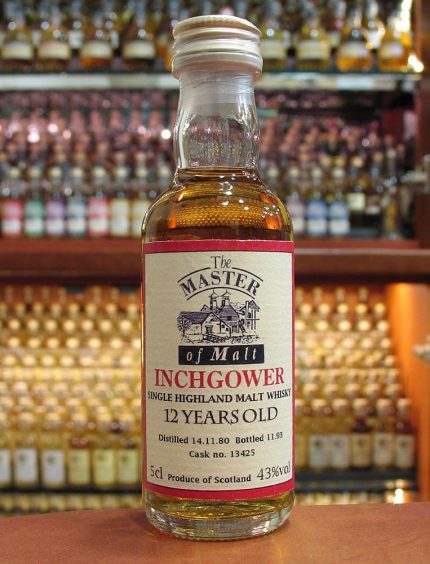 The
MASTER
of Malt
INCHGOWER
SINGLE HIGHLAND MALT WHISKY
12 YEARS OLD
Distilled 14.11.80 Bottled 11.93
Cask no. 13425
5cl Produce of Scotland 43%vol